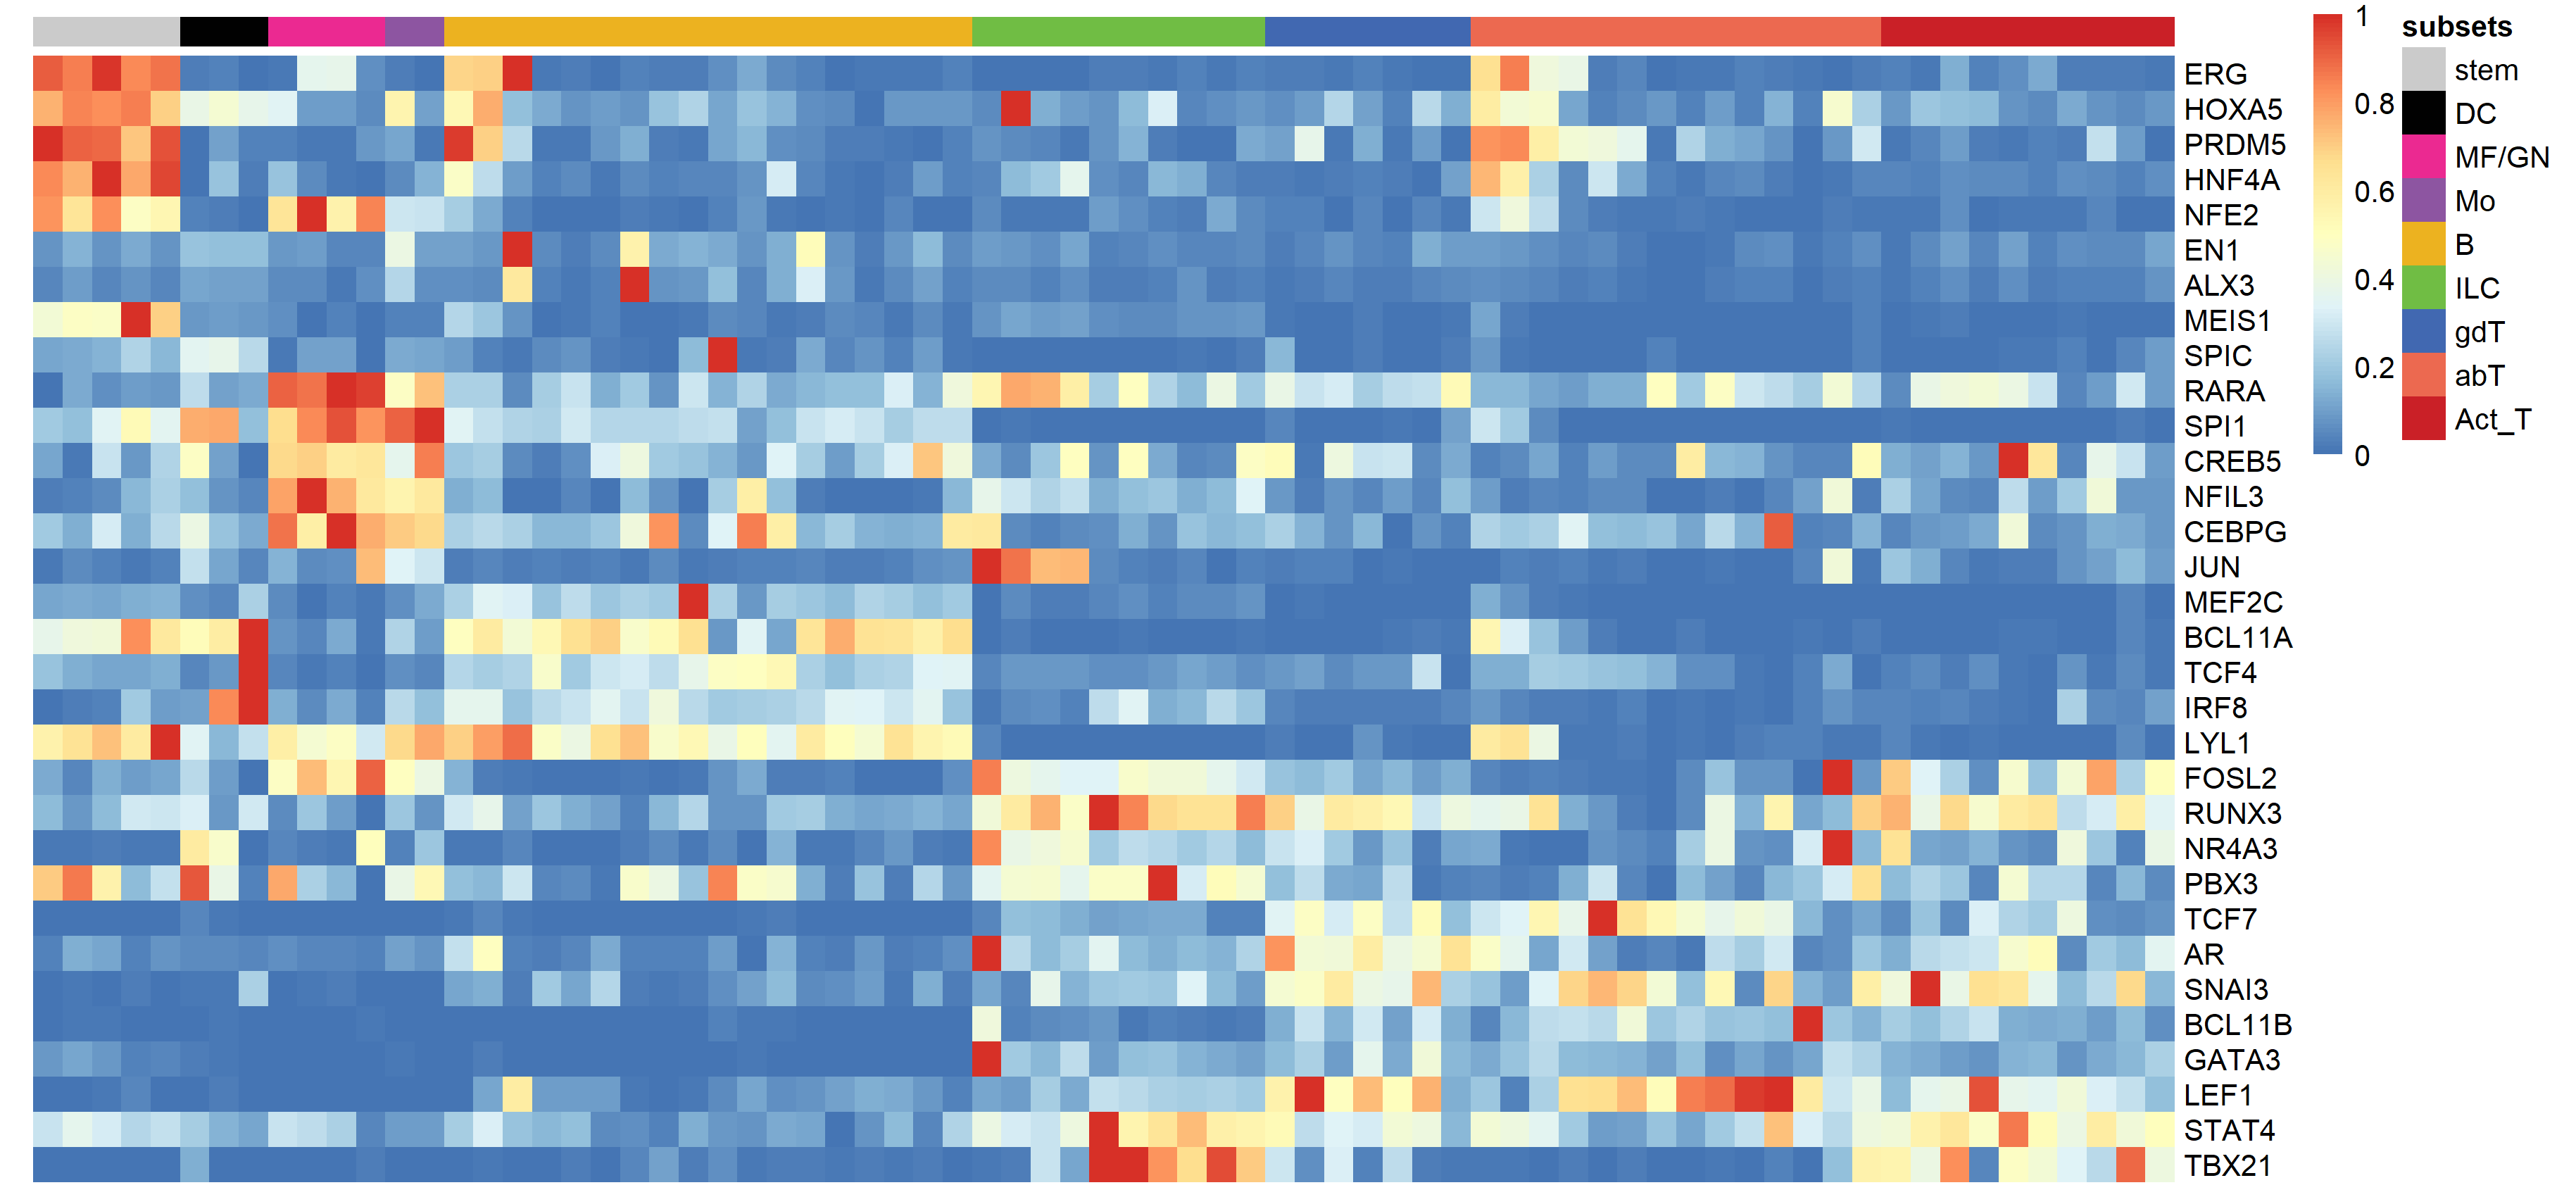 ERG
HOXA5
PRDM5
HNF4A
NFE2
EN1
ALX3
MEIS1
SPIC
RARA
SPI1
CREB5
NFIL3
CEBPG
JUN
MEF2C
BCL11A
TCF4
IRF8
LYL1
FOSL2
RUNX3
NR4A3
PBX3
TCF7
AR
SNAI3
BCL11B
GATA3
LEF1
STAT4
TBX21
1
0.8
0.6
0.4
0.2
0
subsets
stem
DC
MF/GN
Mo
B
ILC
gdT
abT
Act_T